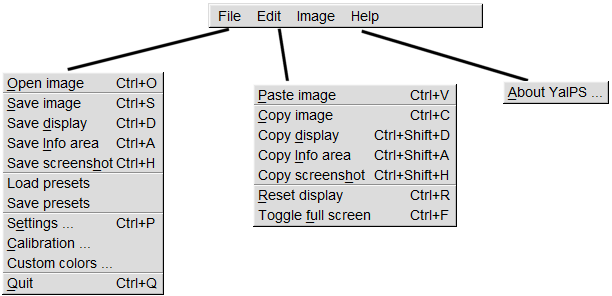 File Edit Image Help
Open image Ctrl+O
Save image Ctrl+S
Save display Ctrl+D
Save Info area Ctrl+A
Save screenshot Ctrl+H
Load presets
Save presets
Settings ... Ctrl+P
Calibration ...
Custom colors ...
Quit Ctrl+Q
Paste image Ctrl+V
Copy image Ctrl+C
Copy display Ctrl+Shift+D
Copy Info area Ctrl+Shift+A
Copy screenshot Ctrl+Shift+H
Reset display Ctrl+R
Toggle full screen Ctrl+F
About YalPS ...